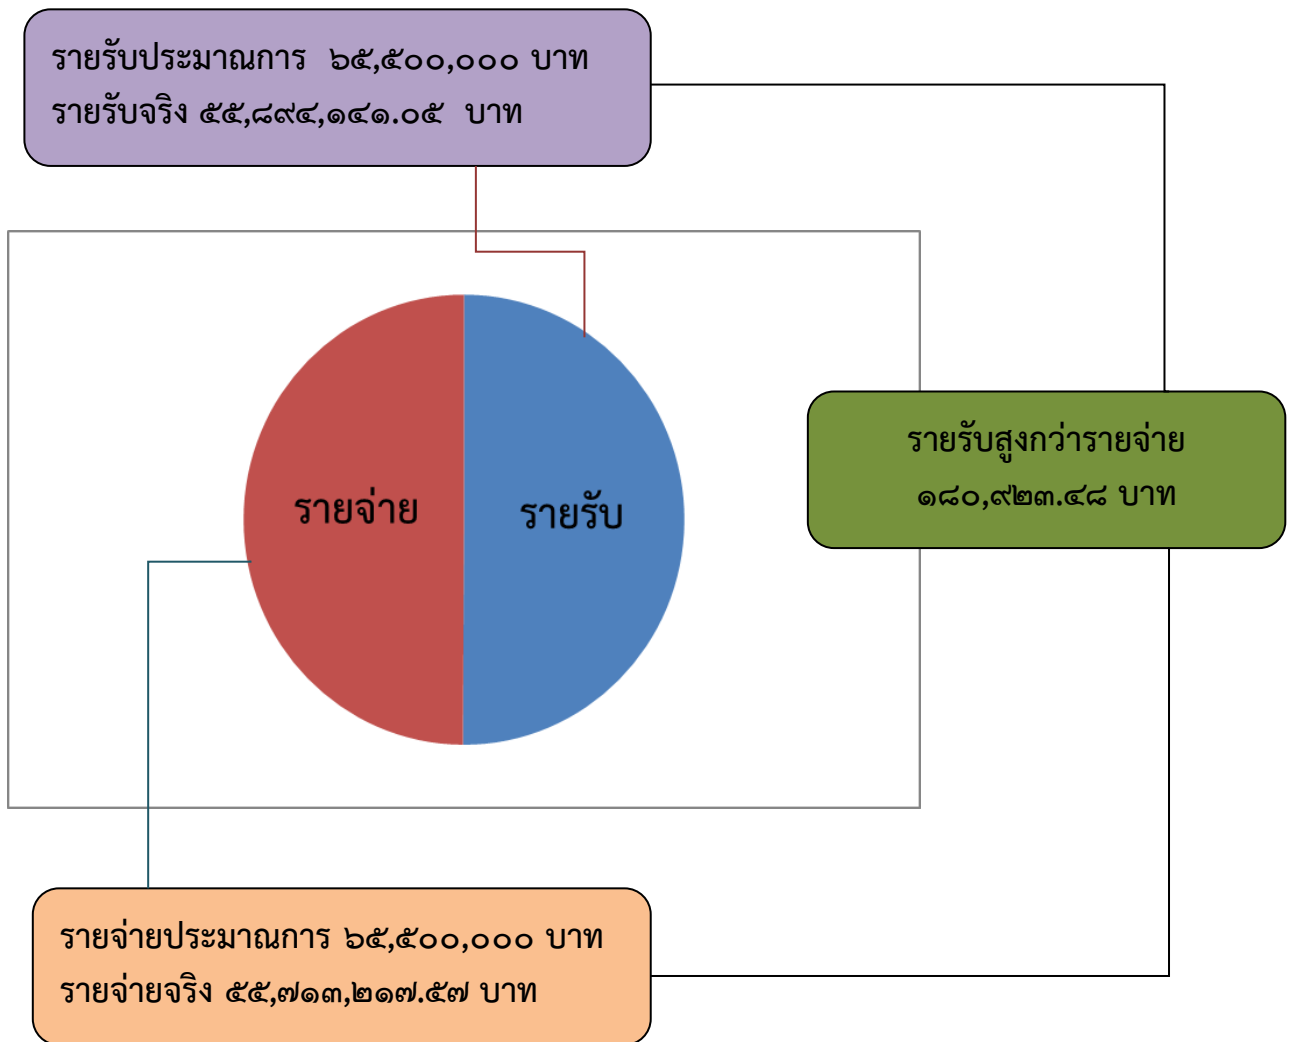 รายรับประมาณการ ๖๕,๕๐๐,๐๐๐ บาท
รายรับจริง ๕๕,๘๙๔,๑๔๑.๐๕ บาท
รายรับสูงกว่ารายจ่าย
๑๘๐,๙๒๓.๔๘ บาท
รายจ่าย
รายรับ
รายจ่ายประมาณการ ๖๕,๕๐๐,๐๐๐ บาท
รายจ่ายจริง ๕๕,๗๑๓,๒๑๗.๕๗ บาท